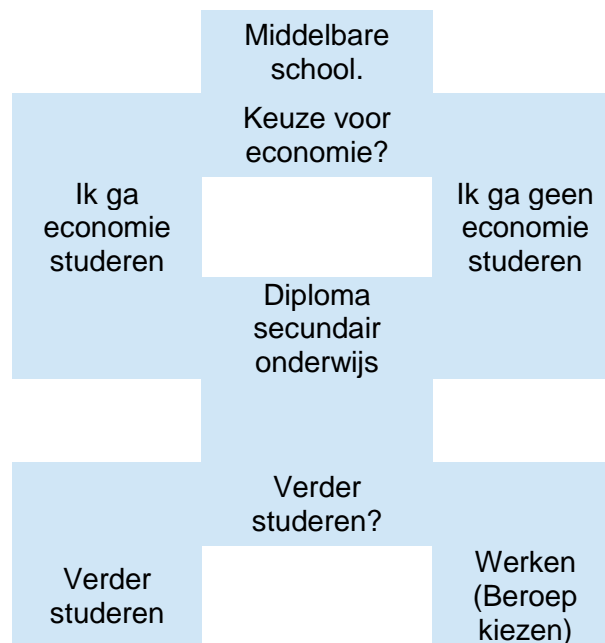 Middelbare
school.
Keuze voor
economie?
Ik ga
economie
studeren
Ik ga geen
economie
studeren
Diploma
secundair
onderwijs
Verder
studeren?
Verder
studeren
Werken
(Beroep
kiezen)